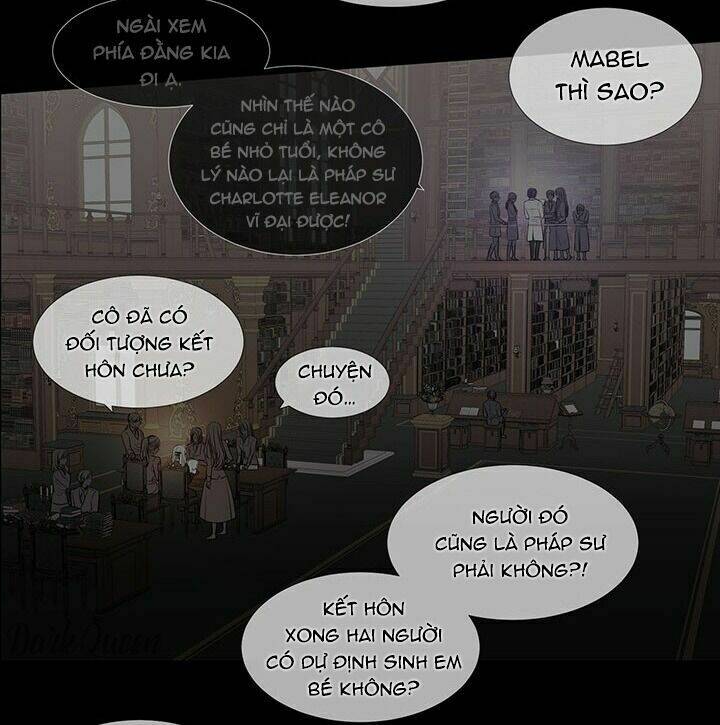 NGÀI XEM
PHÍA ĐẰNG KIA
ĐI Ạ.
MABEL
THÌ SAO?
NHÌN THẾ NÀO
CŨNG CHỈ LÀ MỘT CÔ
BÉ NHỎ TUỔI, KHÔNG
LÝ NÀO LẠI LÀ PHÁP SƯ
CHARLOTTE ELEANOR
VĨ ĐẠI ĐƯỢC!
CÔ ĐÃ CÓ
ĐỐI TƯỢNG KẾT
HÔN CHƯA?
CHUYỆN
ĐÓ...
NGƯỜI ĐÓ
CŨNG LÀ PHÁP SƯ
PHẢI KHÔNG?!
KẾT HÔN
XONG HAI NGƯỜI
CÓ DỰ ĐỊNH SINH EM
BÉ KHÔNG?
Dark Queen